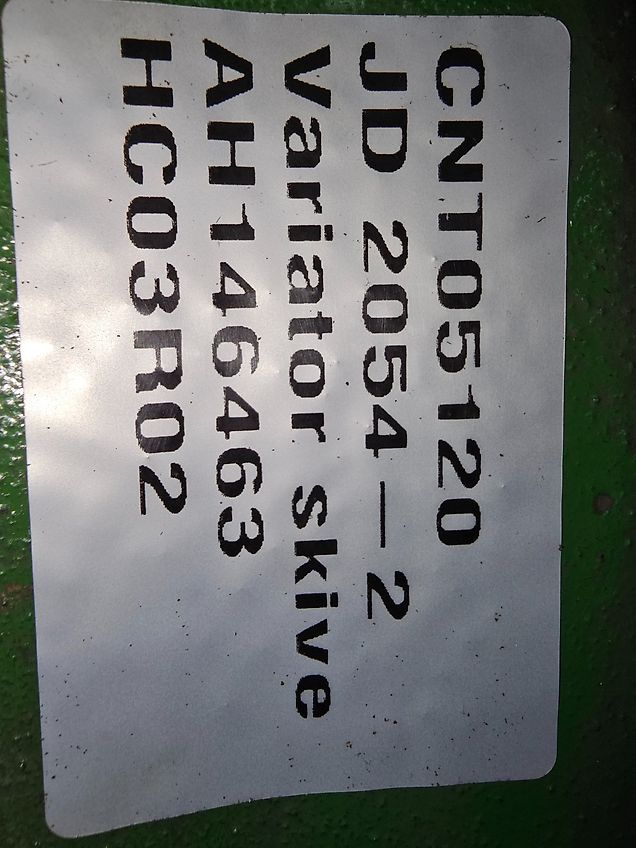 CNT05120
JD 2054-2
Variator skive
AH146463
HC03R02